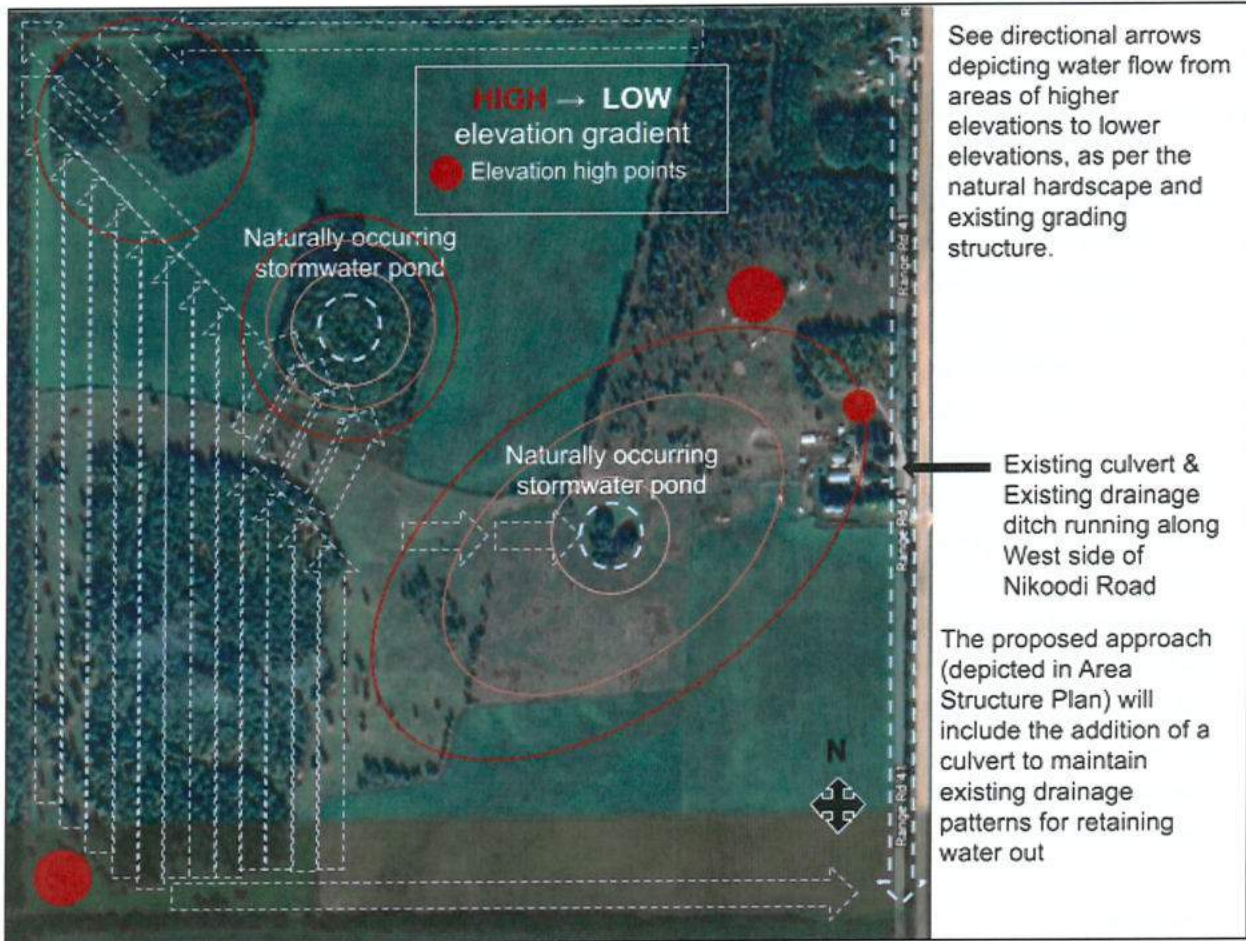 HIGH → LOW
elevation gradient
Elevation high points
Naturally occurring
stormwater pond
Naturally occurring
stormwater pond
N
Range Rd 41
Range Rd 41
Range Rd 41
Range Rd 41
See directional arrows
depicting water flow from
areas of higher
elevations to lower
elevations, as per the
natural hardscape and
existing grading
structure.
Existing culvert &
Existing drainage
ditch running along
West side of
Nikoodi Road
The proposed approach
(depicted in Area
Structure Plan) will
include the addition of a
culvert to maintain
existing drainage
patterns for retaining
water out